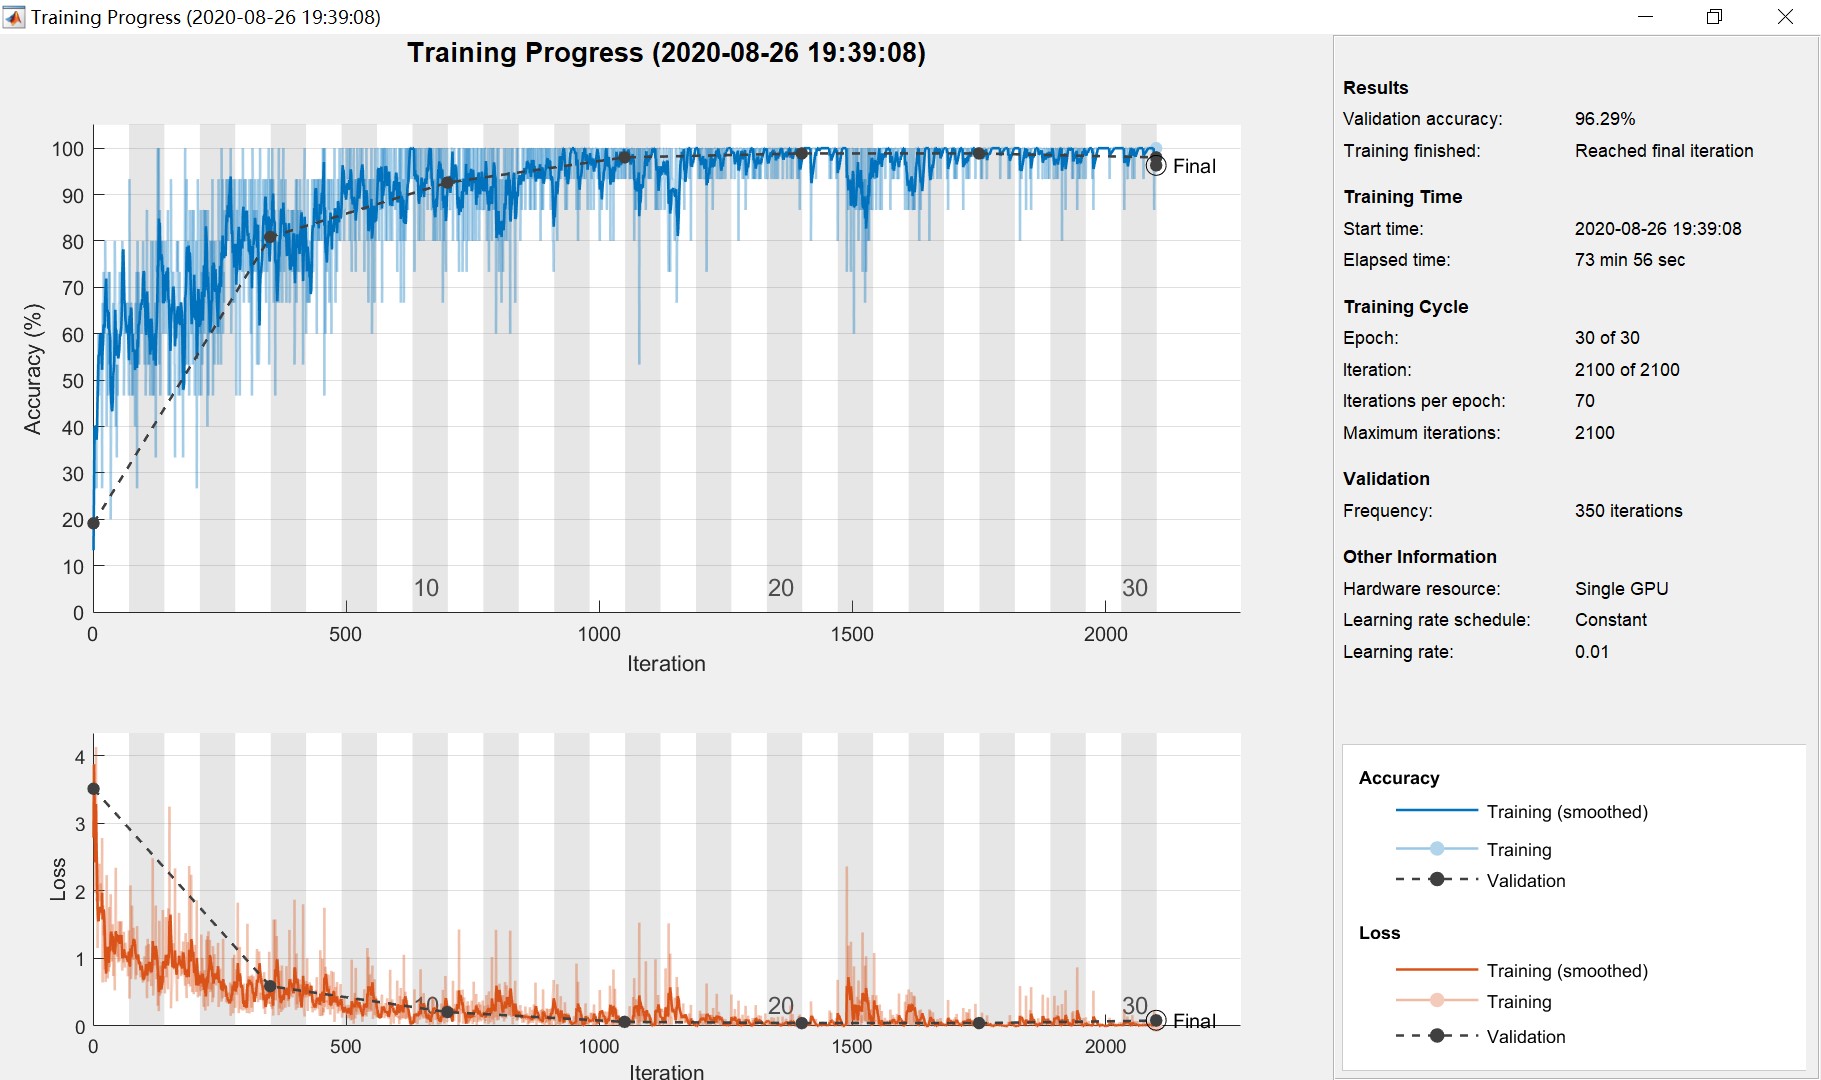 Training Progress (2020-08-26 19:39:08)
Training Progress (2020-08-26 19:39:08)
100
90
80
70
60
50
40
30
20
10
0
Accuracy (%)
10
20
30
Final
0
500
1000
1500
2000
Iteration
4
3
2
1
0
Loss
10
20
30
Final
0
500
1000
1500
2000
Iteration
Results
Validation accuracy: 96.29%
Training finished: Reached final iteration
Training Time
Start time: 2020-08-26 19:39:08
Elapsed time: 73 min 56 sec
Training Cycle
Epoch: 30 of 30
Iteration: 2100 of 2100
Iterations per epoch: 70
Maximum iterations: 2100
Validation
Frequency: 350 iterations
Other Information
Hardware resource: Single GPU
Learning rate schedule: Constant
Learning rate: 0.01
Accuracy
Training (smoothed)
Training
Validation
Loss
Training (smoothed)
Training
Validation